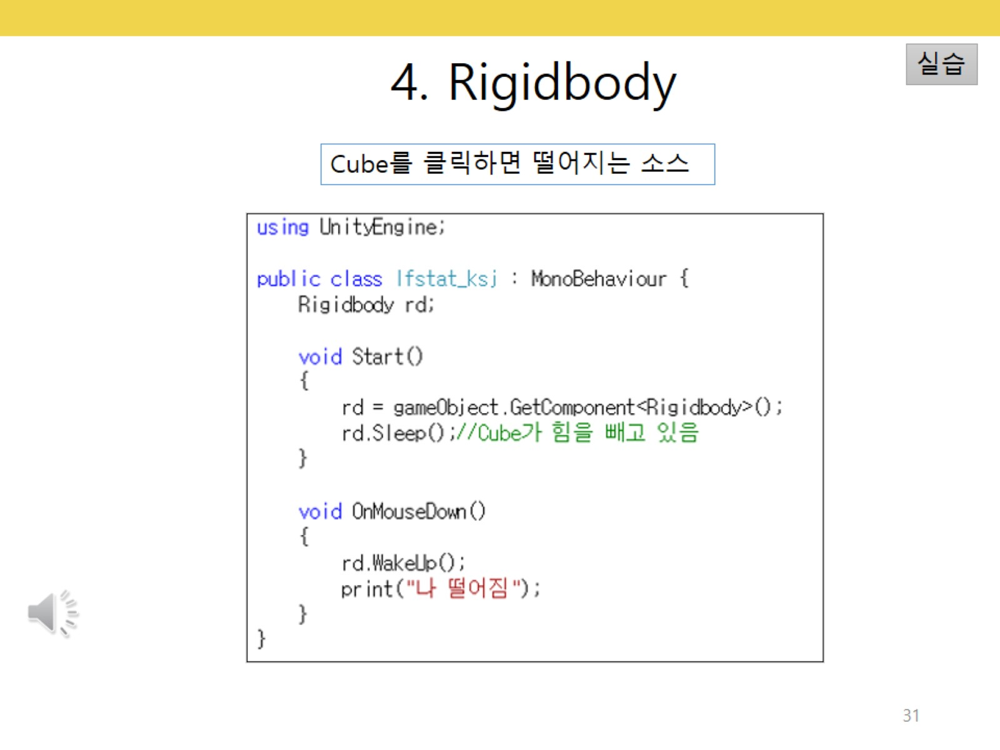 실습
4. Rigidbody
Cube를 클릭하면 떨어지는 소스
using UnityEngine;
public class Ifstat_ksj : MonoBehaviour {
Rigidbody rd;
void Start()
{
rd = gameObject.GetComponent<Rigidbody>();
rd.Sleep();//Cube가 힘을 빼고 있음
}
void OnMouseDown()
{
rd.WakeUp();
print("나 떨어짐");
}
}
31